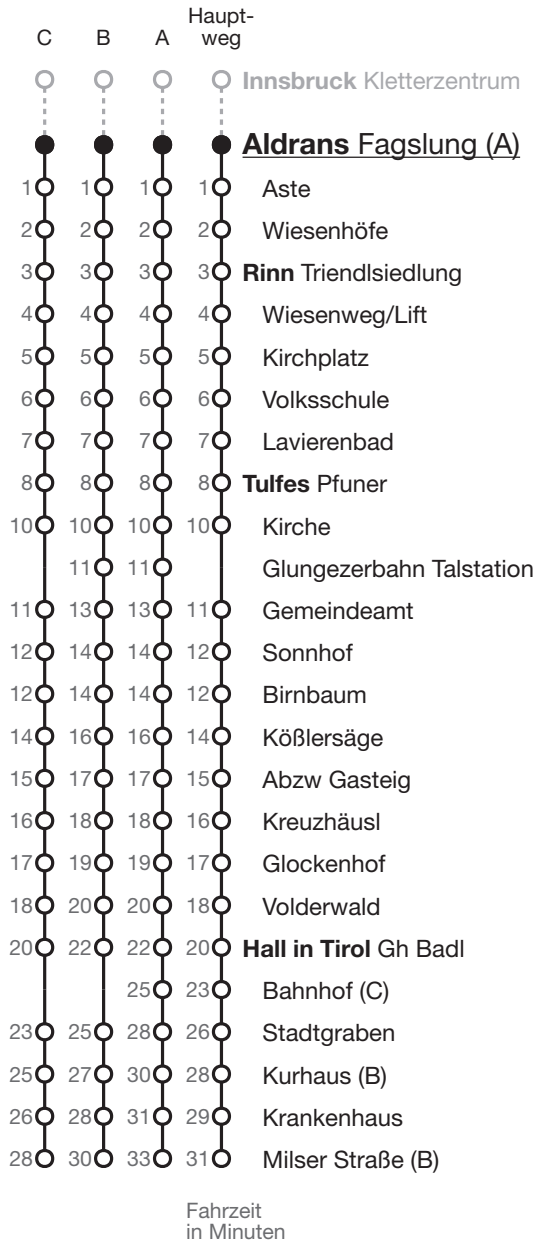 Haupt-
C B A weg
Innsbruck Kletterzentrum
Aldrans Fagslung (A)
1 1 1 1 Aste
2 2 2 2 Wiesenhöfe
3 3 3 3 Rinn Triendlsiedlung
4 4 4 4 Wiesenweg/Lift
5 5 5 5 Kirchplatz
6 6 6 6 Volksschule
7 7 7 7 Lavierenbad
8 8 8 8 Tulfes Pfuner
10 10 10 10 Kirche
11 11 Glungezerbahn Talstation
11 13 13 11 Gemeindeamt
12 14 14 12 Sonnhof
12 14 14 12 Birnbaum
14 16 16 14 Kößlersäge
15 17 17 15 Abzw Gasteig
16 18 18 16 Kreuzhäusl
17 19 19 17 Glockenhof
18 20 20 18 Volderwald
20 22 22 20 Hall in Tirol Gh Badl
25 23 Bahnhof (C)
23 25 28 26 Stadtgraben
25 27 30 28 Kurhaus (B)
26 28 31 29 Krankenhaus
28 30 33 31 Milser Straße (B)
Fahrzeit
in Minuten